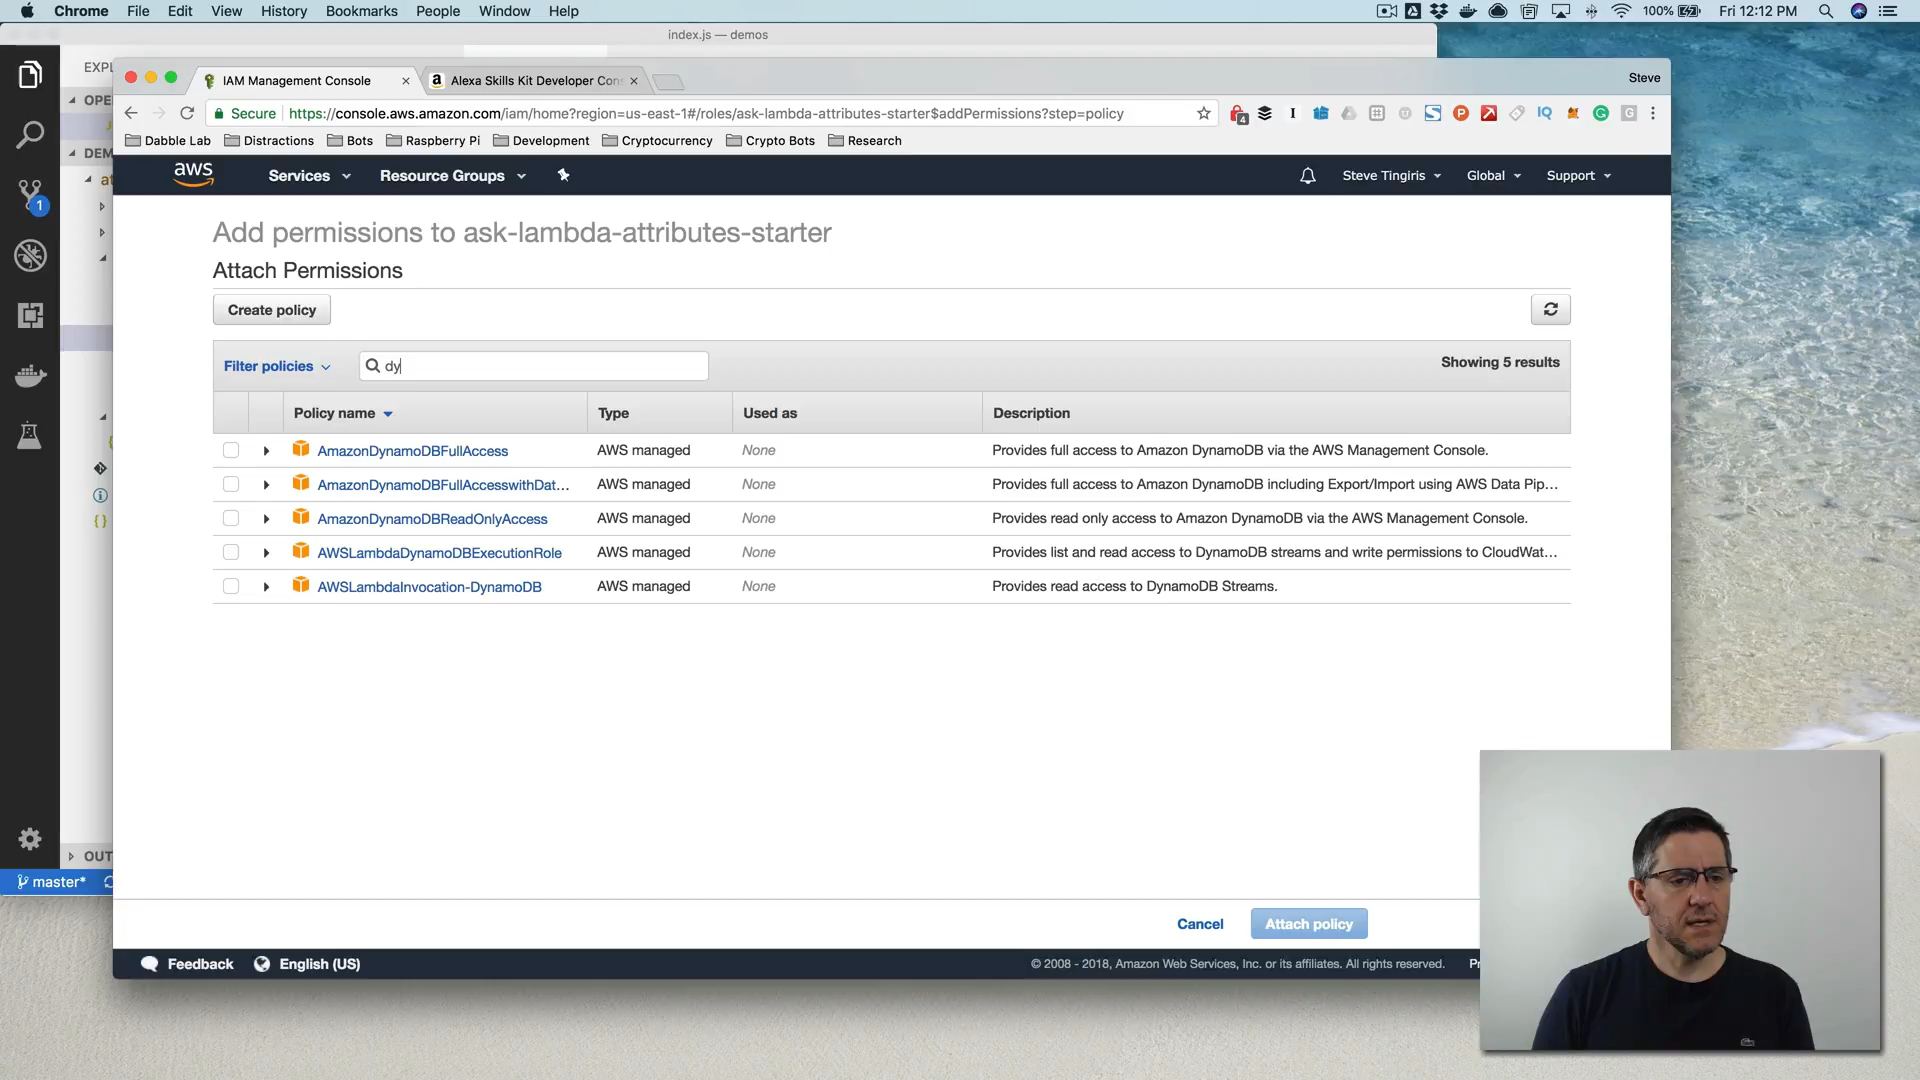 Chrome File Edit View History Bookmarks People Window Help
100% Fri 12:12 PM
index.js — demos
EXPL
OPE
DEM
at
1
OUT
master*
IAM Management Console
Alexa Skills Kit Developer Con
Steve
Secure https://console.aws.amazon.com/iam/home?region=us-east-1#/roles/ask-lambda-attributes-starter$addPermissions?step=policy
4
Dabble Lab Distractions Bots Raspberry Pi Development Cryptocurrency Crypto Bots Research
aws Services Resource Groups Steve Tingiris Global Support
Add permissions to ask-lambda-attributes-starter
Attach Permissions
Create policy
Filter policies dy Showing 5 results
Policy name Type Used as Description
AmazonDynamoDBFullAccess AWS managed None Provides full access to Amazon DynamoDB via the AWS Management Console.
AmazonDynamoDBFullAccesswithDat... AWS managed None Provides full access to Amazon DynamoDB including Export/Import using AWS Data Pip...
AmazonDynamoDBReadOnlyAccess AWS managed None Provides read only access to Amazon DynamoDB via the AWS Management Console.
AWSLambdaDynamoDBExecutionRole AWS managed None Provides list and read access to DynamoDB streams and write permissions to CloudWat...
AWSLambdaInvocation-DynamoDB AWS managed None Provides read access to DynamoDB Streams.
Cancel Attach policy
Feedback English (US) © 2008 - 2018, Amazon Web Services, Inc. or its affiliates. All rights reserved.